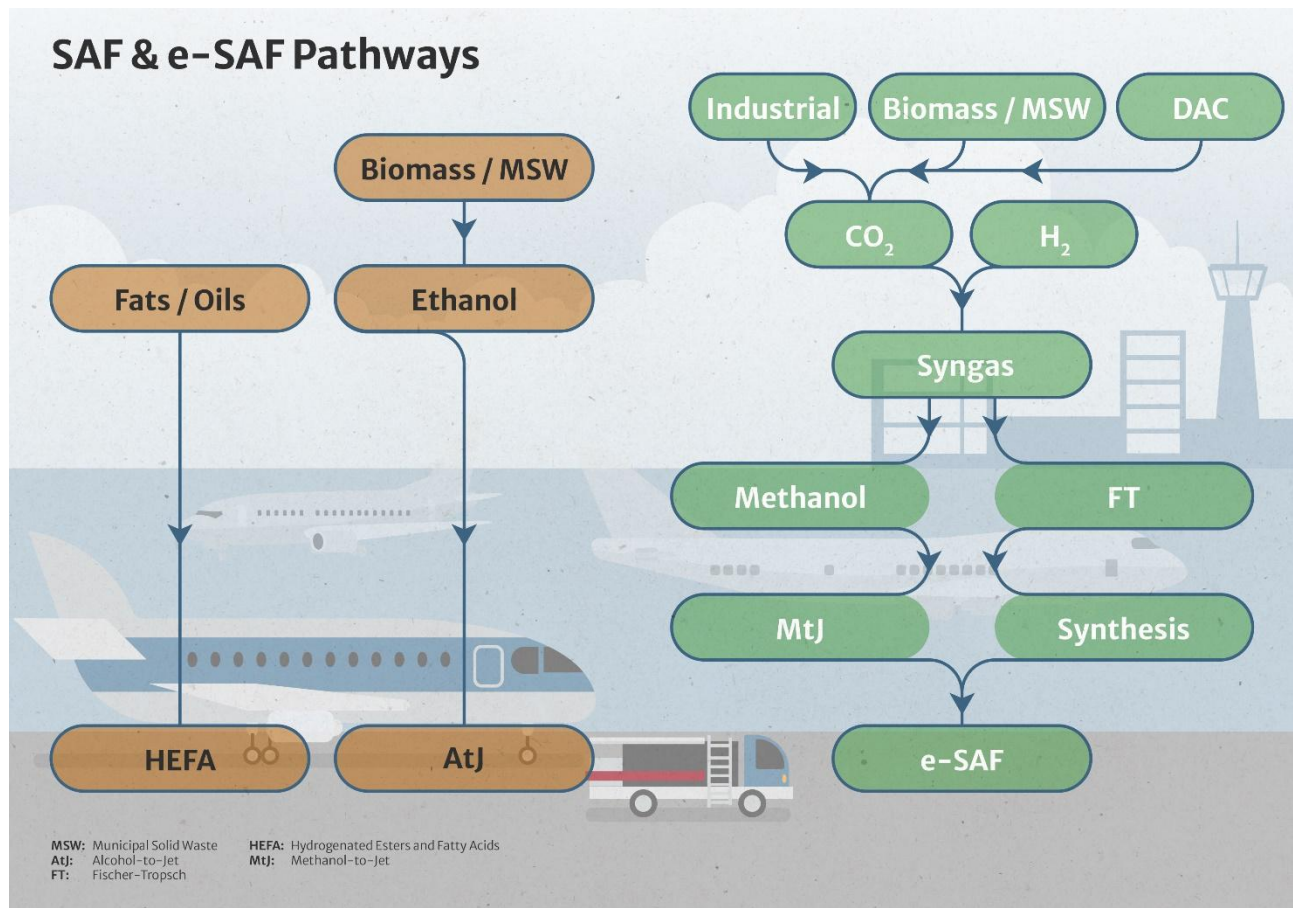 SAF & e-SAF Pathways
Industrial
Biomass / MSW
DAC
Biomass / MSW
CO₂
H₂
Fats / Oils
Ethanol
Syngas
Methanol
FT
MtJ
Synthesis
HEFA
AtJ
e-SAF
MSW: Municipal Solid Waste
AtJ: Alcohol-to-Jet
FT: Fischer-Tropsch
HEFA: Hydrogenated Esters and Fatty Acids
MtJ: Methanol-to-Jet